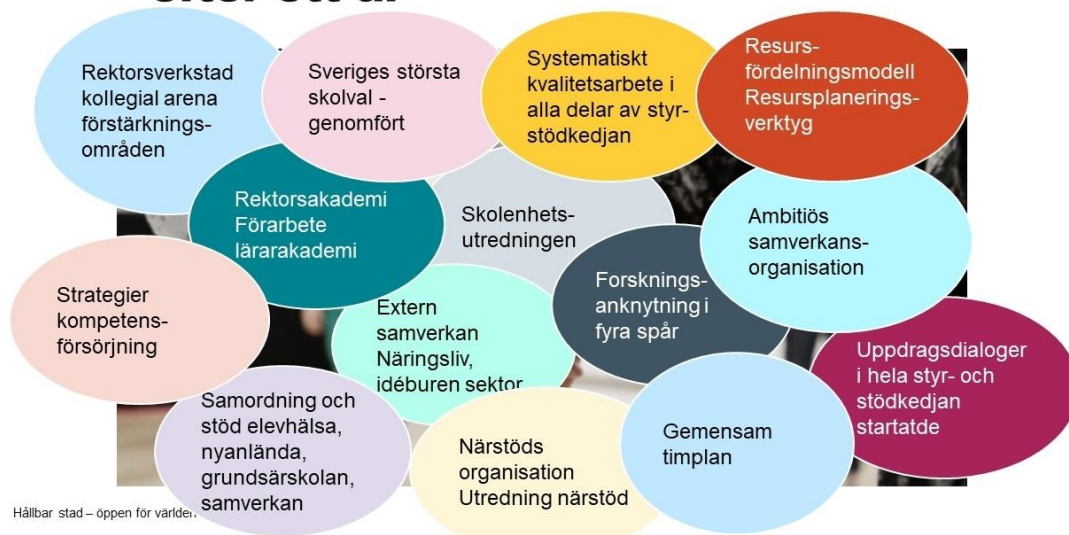 efter ett år
Rektorsverkstad
kollegial arena
förstärknings-
områden
Sveriges största
skolval -
genomfört
Systematiskt
kvalitetsarbete i
alla delar av styr-
stödkedjan
Resurs-
fördelningsmodell
Resursplanerings-
verktyg
Rektorsakademi
Förarbete
lärarakademi
Skolenhets-
utredningen
Ambitiös
samverkans-
organisation
Strategier
kompetens-
försörjning
Extern
samverkan
Näringsliv,
idéburen sektor
Forsknings-
anknytning i
fyra spår
Uppdragsdialoger
i hela styr- och
stödkedjan
startatde
Samordning och
stöd elevhälsa,
nyanlända,
grundsärskolan,
samverkan
Närstöds
organisation
Utredning närstöd
Gemensam
timplan
Hållbar stad – öppen för världen